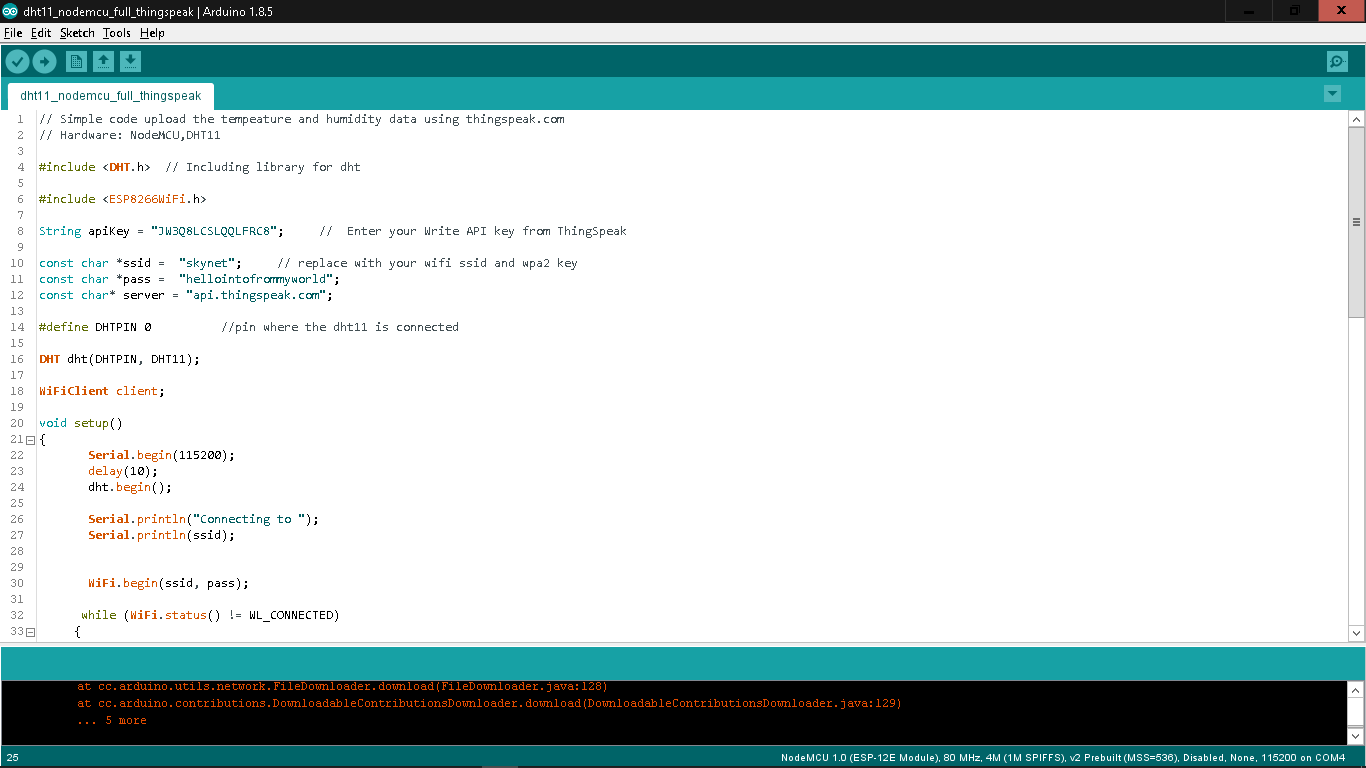 dht11_nodemcu_full_thingspeak | Arduino 1.8.5
File Edit Sketch Tools Help
dht11_nodemcu_full_thingspeak
1 // Simple code upload the tempeature and humidity data using thingspeak.com
2 // Hardware: NodeMCU,DHT11
3
4 #include <DHT.h>  // Including library for dht
5
6 #include <ESP8266WiFi.h>
7
8 String apiKey = "JW3Q8LCSLQQLFRC8";     //  Enter your Write API key from ThingSpeak
9
10 const char *ssid =  "skynet";     // replace with your wifi ssid and wpa2 key
11 const char *pass =  "hellointofrommyworld";
12 const char* server = "api.thingspeak.com";
13
14 #define DHTPIN 0          //pin where the dht11 is connected
15
16 DHT dht(DHTPIN, DHT11);
17
18 WiFiClient client;
19
20 void setup()
21 {
22        Serial.begin(115200);
23        delay(10);
24        dht.begin();
25
26        Serial.println("Connecting to ");
27        Serial.println(ssid);
28
29
30        WiFi.begin(ssid, pass);
31
32       while (WiFi.status() != WL_CONNECTED)
33      {
at cc.arduino.utils.network.FileDownloader.download(FileDownloader.java:128)
at cc.arduino.contributions.DownloadableContributionsDownloader.download(DownloadableContributionsDownloader.java:129)
... 5 more
25 NodeMCU 1.0 (ESP-12E Module), 80 MHz, 4M (1M SPIFFS), v2 Prebuilt (MSS=536), Disabled, None, 115200 on COM4